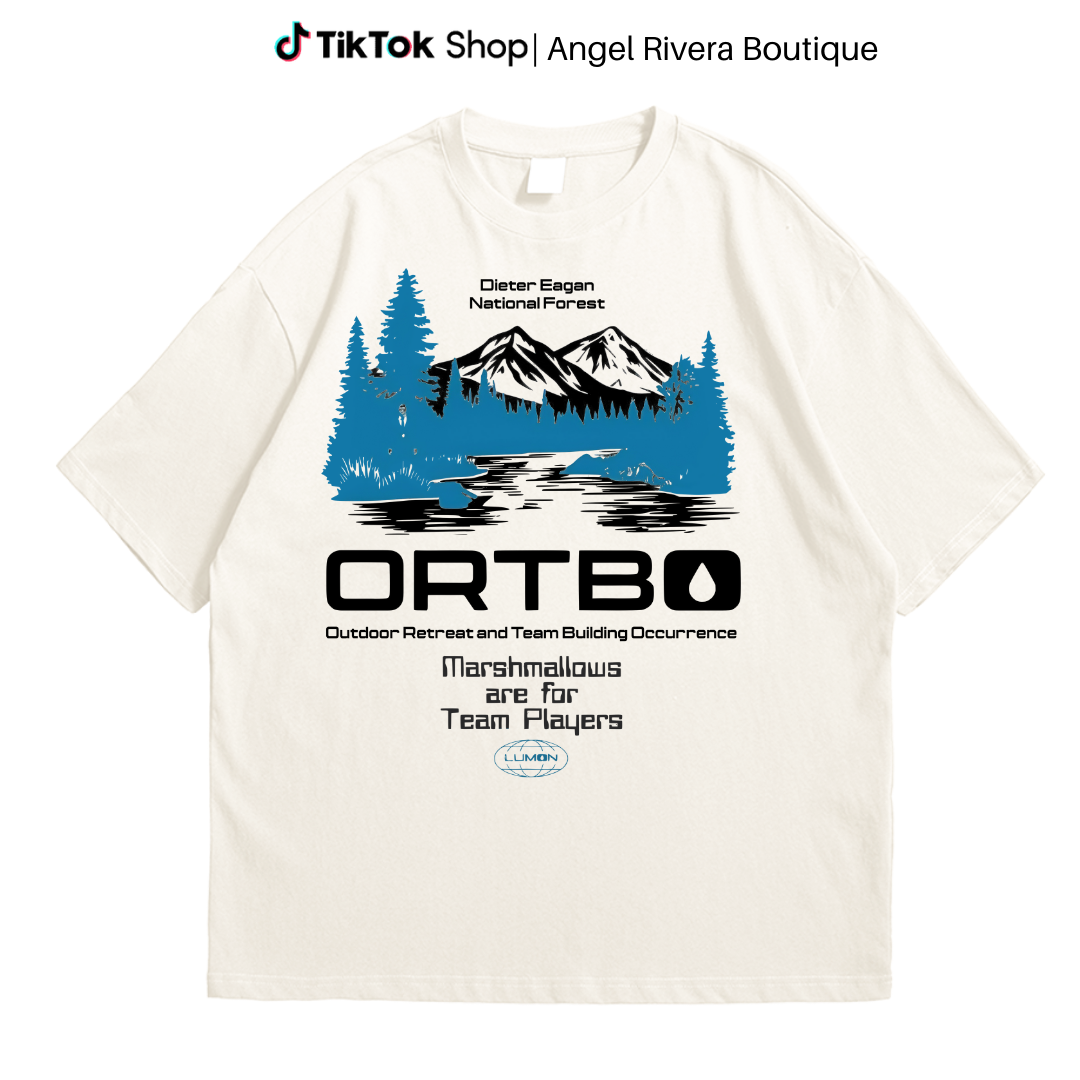 TikTok Shop | Angel Rivera Boutique
Dieter Eagan
National Forest
ORTBO
Outdoor Retreat and Team Building Occurrence
Marshmallows
are for
Team Players
LUMON